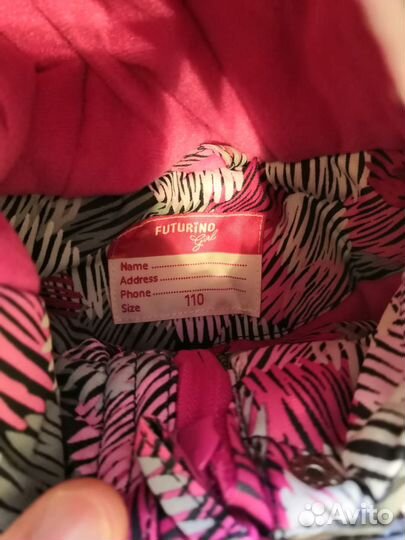 FUTURINO
Girl
Name
Address
Phone
Size 110
Avito